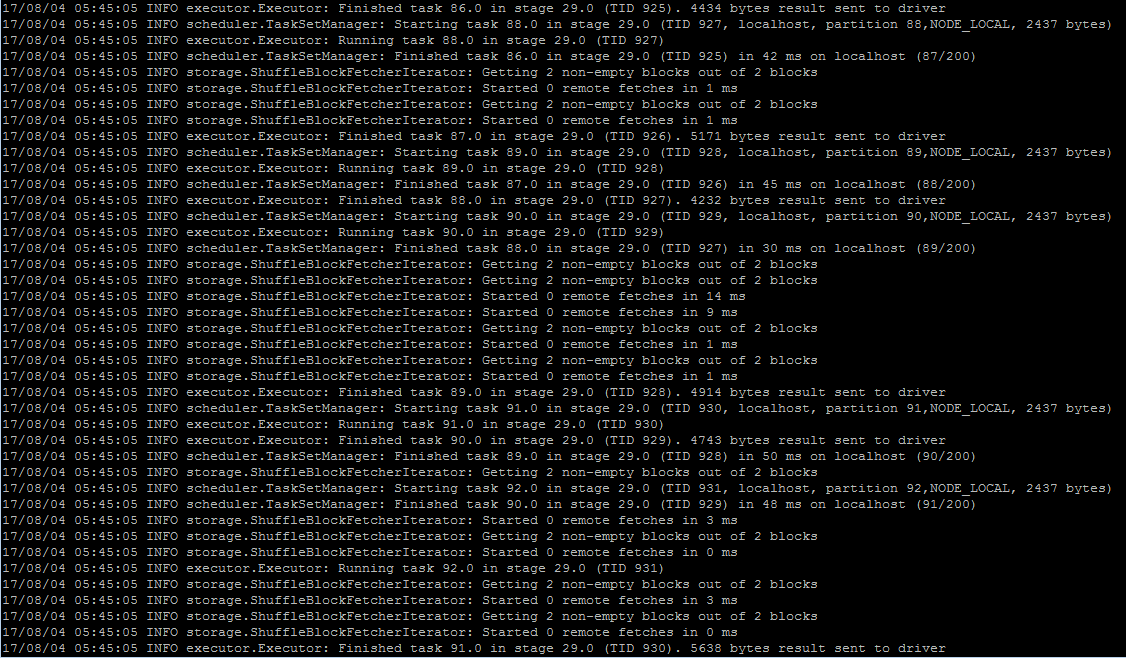 17/08/04 05:45:05 INFO executor.Executor: Finished task 86.0 in stage 29.0 (TID 925). 4434 bytes result sent to driver
17/08/04 05:45:05 INFO scheduler.TaskSetManager: Starting task 88.0 in stage 29.0 (TID 927, localhost, partition 88,NODE_LOCAL, 2437 bytes)
17/08/04 05:45:05 INFO executor.Executor: Running task 88.0 in stage 29.0 (TID 927)
17/08/04 05:45:05 INFO scheduler.TaskSetManager: Finished task 86.0 in stage 29.0 (TID 925) in 42 ms on localhost (87/200)
17/08/04 05:45:05 INFO storage.ShuffleBlockFetcherIterator: Getting 2 non-empty blocks out of 2 blocks
17/08/04 05:45:05 INFO storage.ShuffleBlockFetcherIterator: Started 0 remote fetches in 1 ms
17/08/04 05:45:05 INFO storage.ShuffleBlockFetcherIterator: Getting 2 non-empty blocks out of 2 blocks
17/08/04 05:45:05 INFO storage.ShuffleBlockFetcherIterator: Started 0 remote fetches in 1 ms
17/08/04 05:45:05 INFO executor.Executor: Finished task 87.0 in stage 29.0 (TID 926). 5171 bytes result sent to driver
17/08/04 05:45:05 INFO scheduler.TaskSetManager: Starting task 89.0 in stage 29.0 (TID 928, localhost, partition 89,NODE_LOCAL, 2437 bytes)
17/08/04 05:45:05 INFO executor.Executor: Running task 89.0 in stage 29.0 (TID 928)
17/08/04 05:45:05 INFO scheduler.TaskSetManager: Finished task 87.0 in stage 29.0 (TID 926) in 45 ms on localhost (88/200)
17/08/04 05:45:05 INFO executor.Executor: Finished task 88.0 in stage 29.0 (TID 927). 4232 bytes result sent to driver
17/08/04 05:45:05 INFO scheduler.TaskSetManager: Starting task 90.0 in stage 29.0 (TID 929, localhost, partition 90,NODE_LOCAL, 2437 bytes)
17/08/04 05:45:05 INFO executor.Executor: Running task 90.0 in stage 29.0 (TID 929)
17/08/04 05:45:05 INFO scheduler.TaskSetManager: Finished task 88.0 in stage 29.0 (TID 927) in 30 ms on localhost (89/200)
17/08/04 05:45:05 INFO storage.ShuffleBlockFetcherIterator: Getting 2 non-empty blocks out of 2 blocks
17/08/04 05:45:05 INFO storage.ShuffleBlockFetcherIterator: Getting 2 non-empty blocks out of 2 blocks
17/08/04 05:45:05 INFO storage.ShuffleBlockFetcherIterator: Started 0 remote fetches in 14 ms
17/08/04 05:45:05 INFO storage.ShuffleBlockFetcherIterator: Started 0 remote fetches in 9 ms
17/08/04 05:45:05 INFO storage.ShuffleBlockFetcherIterator: Getting 2 non-empty blocks out of 2 blocks
17/08/04 05:45:05 INFO storage.ShuffleBlockFetcherIterator: Started 0 remote fetches in 1 ms
17/08/04 05:45:05 INFO storage.ShuffleBlockFetcherIterator: Getting 2 non-empty blocks out of 2 blocks
17/08/04 05:45:05 INFO storage.ShuffleBlockFetcherIterator: Started 0 remote fetches in 1 ms
17/08/04 05:45:05 INFO executor.Executor: Finished task 89.0 in stage 29.0 (TID 928). 4914 bytes result sent to driver
17/08/04 05:45:05 INFO scheduler.TaskSetManager: Starting task 91.0 in stage 29.0 (TID 930, localhost, partition 91,NODE_LOCAL, 2437 bytes)
17/08/04 05:45:05 INFO executor.Executor: Running task 91.0 in stage 29.0 (TID 930)
17/08/04 05:45:05 INFO executor.Executor: Finished task 90.0 in stage 29.0 (TID 929). 4743 bytes result sent to driver
17/08/04 05:45:05 INFO scheduler.TaskSetManager: Finished task 89.0 in stage 29.0 (TID 928) in 50 ms on localhost (90/200)
17/08/04 05:45:05 INFO storage.ShuffleBlockFetcherIterator: Getting 2 non-empty blocks out of 2 blocks
17/08/04 05:45:05 INFO scheduler.TaskSetManager: Starting task 92.0 in stage 29.0 (TID 931, localhost, partition 92,NODE_LOCAL, 2437 bytes)
17/08/04 05:45:05 INFO scheduler.TaskSetManager: Finished task 90.0 in stage 29.0 (TID 929) in 48 ms on localhost (91/200)
17/08/04 05:45:05 INFO storage.ShuffleBlockFetcherIterator: Started 0 remote fetches in 3 ms
17/08/04 05:45:05 INFO storage.ShuffleBlockFetcherIterator: Getting 2 non-empty blocks out of 2 blocks
17/08/04 05:45:05 INFO storage.ShuffleBlockFetcherIterator: Started 0 remote fetches in 0 ms
17/08/04 05:45:05 INFO executor.Executor: Running task 92.0 in stage 29.0 (TID 931)
17/08/04 05:45:05 INFO storage.ShuffleBlockFetcherIterator: Getting 2 non-empty blocks out of 2 blocks
17/08/04 05:45:05 INFO storage.ShuffleBlockFetcherIterator: Started 0 remote fetches in 3 ms
17/08/04 05:45:05 INFO storage.ShuffleBlockFetcherIterator: Getting 2 non-empty blocks out of 2 blocks
17/08/04 05:45:05 INFO storage.ShuffleBlockFetcherIterator: Started 0 remote fetches in 0 ms
17/08/04 05:45:05 INFO executor.Executor: Finished task 91.0 in stage 29.0 (TID 930). 5638 bytes result sent to driver